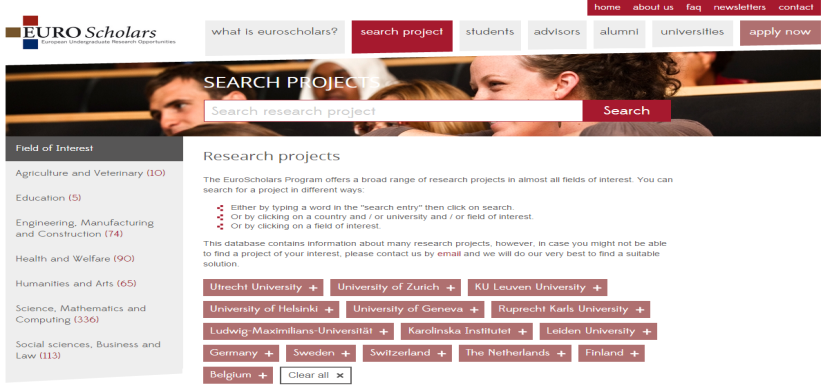 home about us faq newsletters contact
EURO Scholars
European Undergraduate Research Opportunities
what is euroscholars? search project students advisors alumni universities apply now
SEARCH PROJECTS
Search research project Search
Field of Interest
Agriculture and Veterinary (10)
Education (5)
Engineering, Manufacturing
and Construction (74)
Health and Welfare (90)
Humanities and Arts (65)
Science, Mathematics and
Computing (336)
Social sciences, Business and
Law (113)
Research projects
The EuroScholars Program offers a broad range of research projects in almost all fields of interest. You can
search for a project in different ways:
Either by typing a word in the "search entry" then click on search.
Or by clicking on a country and / or university and / or field of interest.
Or by clicking on a field of interest.
This database contains information about many research projects, however, in case you might not be able
to find a project of your interest, please contact us by email and we will do our very best to find a suitable
solution.
Utrecht University + University of Zurich + KU Leuven University +
University of Helsinki + University of Geneva + Ruprecht Karls University +
Ludwig-Maximilians-Universität + Karolinska Institutet + Leiden University +
Germany + Sweden + Switzerland + The Netherlands + Finland +
Belgium + Clear all ×